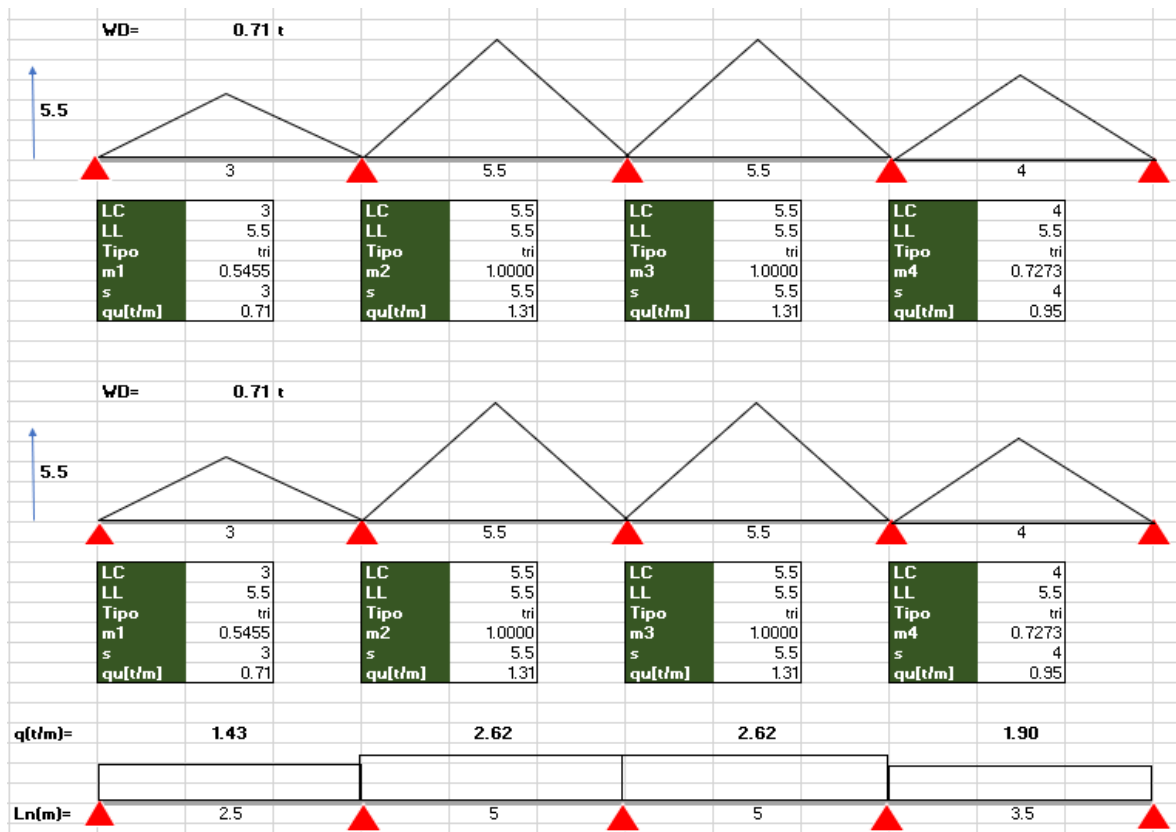 WD= 0.71 t
5.5
3 5.5 5.5 4
LC 3 LC 5.5 LC 5.5 LC 4
LL 5.5 LL 5.5 LL 5.5 LL 5.5
Tipo tri Tipo tri Tipo tri Tipo tri
m1 0.5455 m2 1.0000 m3 1.0000 m4 0.7273
s 3 s 5.5 s 5.5 s 4
qu[t/m] 0.71 qu[t/m] 1.31 qu[t/m] 1.31 qu[t/m] 0.95
WD= 0.71 t
5.5
3 5.5 5.5 4
LC 3 LC 5.5 LC 5.5 LC 4
LL 5.5 LL 5.5 LL 5.5 LL 5.5
Tipo tri Tipo tri Tipo tri Tipo tri
m1 0.5455 m2 1.0000 m3 1.0000 m4 0.7273
s 3 s 5.5 s 5.5 s 4
qu[t/m] 0.71 qu[t/m] 1.31 qu[t/m] 1.31 qu[t/m] 0.95
q(t/m)= 1.43 2.62 2.62 1.90
Ln(m)= 2.5 5 5 3.5